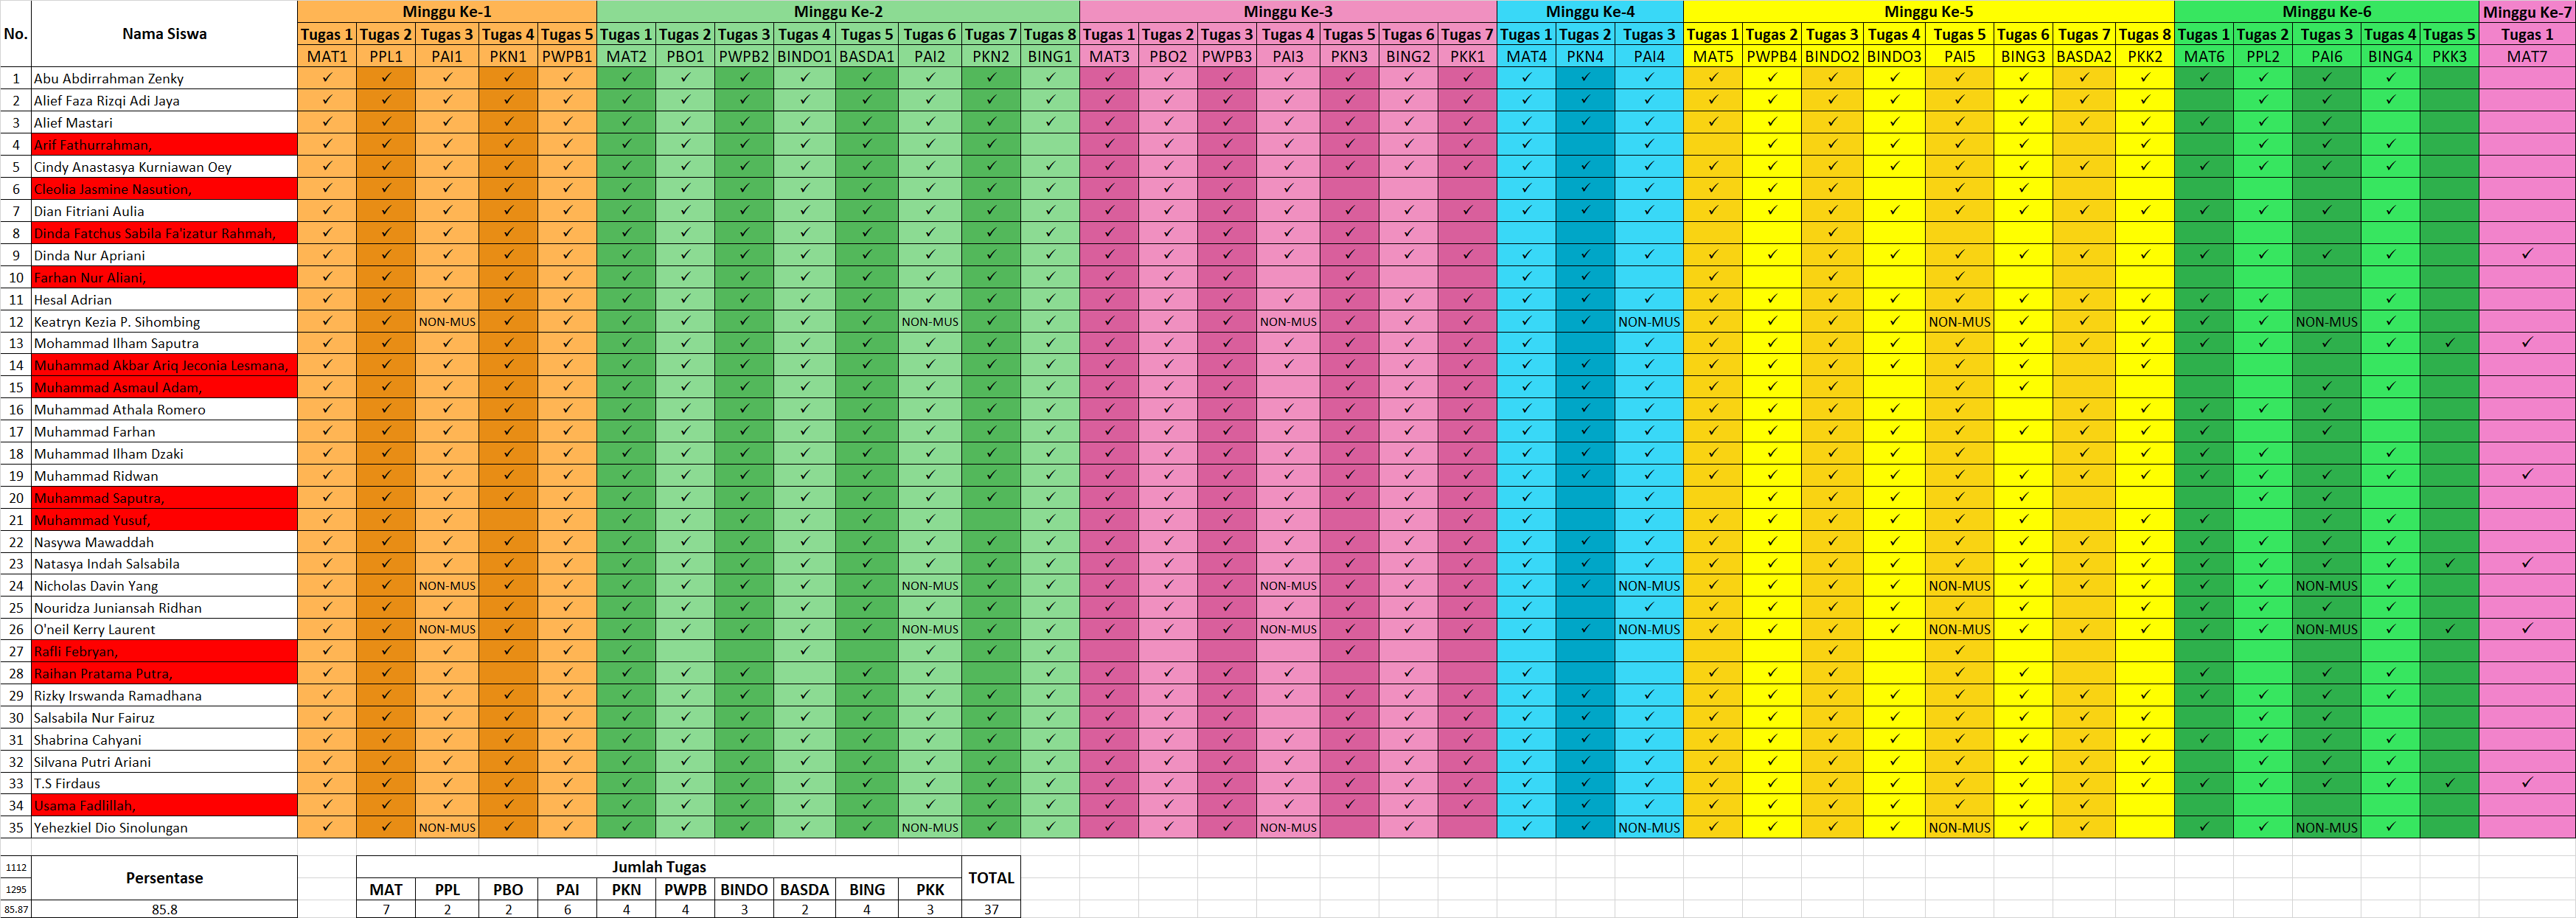 No. Nama Siswa Minggu Ke-1 Minggu Ke-2 Minggu Ke-3 Minggu Ke-4 Minggu Ke-5 Minggu Ke-6 Minggu Ke-7
Tugas 1 Tugas 2 Tugas 3 Tugas 4 Tugas 5 Tugas 1 Tugas 2 Tugas 3 Tugas 4 Tugas 5 Tugas 6 Tugas 7 Tugas 8 Tugas 1 Tugas 2 Tugas 3 Tugas 4 Tugas 5 Tugas 6 Tugas 7 Tugas 1 Tugas 2 Tugas 3 Tugas 1 Tugas 2 Tugas 3 Tugas 4 Tugas 5 Tugas 6 Tugas 7 Tugas 8 Tugas 1 Tugas 2 Tugas 3 Tugas 4 Tugas 5 Tugas 1
MAT1 PPL1 PAI1 PKN1 PWPB1 MAT2 PBO1 PWPB2 BINDO1 BASDA1 PAI2 PKN2 BING1 MAT3 PBO2 PWPB3 PAI3 PKN3 BING2 PKK1 MAT4 PKN4 PAI4 MAT5 PWPB4 BINDO2 BINDO3 PAI5 BING3 BASDA2 PKK2 MAT6 PPL2 PAI6 BING4 PKK3 MAT7
1 Abu Abdirrahman Zenky
2 Alief Faza Rizqi Adi Jaya
3 Alief Mastari
4 Arif Fathurrahman,
5 Cindy Anastasya Kurniawan Oey
6 Cleolia Jasmine Nasution,
7 Dian Fitriani Aulia
8 Dinda Fatchus Sabila Fa'izatur Rahmah,
9 Dinda Nur Apriani
10 Farhan Nur Aliani,
11 Hesal Adrian
12 Keatryn Kezia P. Sihombing NON-MUS NON-MUS NON-MUS NON-MUS NON-MUS NON-MUS
13 Mohammad Ilham Saputra
14 Muhammad Akbar Ariq Jeconia Lesmana,
15 Muhammad Asmaul Adam,
16 Muhammad Athala Romero
17 Muhammad Farhan
18 Muhammad Ilham Dzaki
19 Muhammad Ridwan
20 Muhammad Saputra,
21 Muhammad Yusuf,
22 Nasywa Mawaddah
23 Natasya Indah Salsabila
24 Nicholas Davin Yang NON-MUS NON-MUS NON-MUS NON-MUS NON-MUS NON-MUS
25 Nouridza Juniansah Ridhan
26 O'neil Kerry Laurent NON-MUS NON-MUS NON-MUS NON-MUS NON-MUS NON-MUS
27 Rafli Febryan,
28 Raihan Pratama Putra,
29 Rizky Irswanda Ramadhana
30 Salsabila Nur Fairuz
31 Shabrina Cahyani
32 Silvana Putri Ariani
33 T.S Firdaus
34 Usama Fadlillah,
35 Yehezkiel Dio Sinolungan NON-MUS NON-MUS NON-MUS NON-MUS NON-MUS NON-MUS
1112 Persentase Jumlah Tugas TOTAL
1295 MAT PPL PBO PAI PKN PWPB BINDO BASDA BING PKK
85.87 85.8 7 2 2 6 4 4 3 2 4 3 37